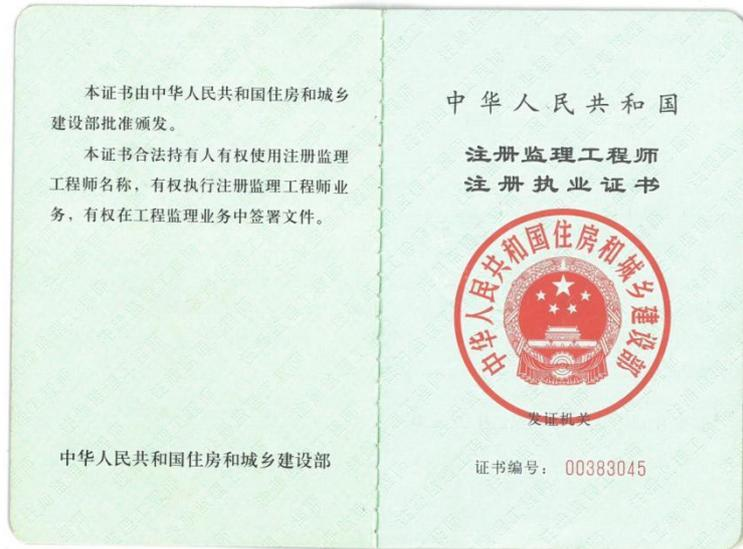 本证书由中华人民共和国住房和城乡
建设部批准颁发。
本证书合法持有人有权使用注册监理
工程师名称，有权执行注册监理工程师业
务，有权在工程监理业务中签署文件。
中华人民共和国住房和城乡建设部
中华人民共和国
注册监理工程师
注册执业证书
中华人民共和国住房和城乡建设部
发证机关
证书编号：00383045